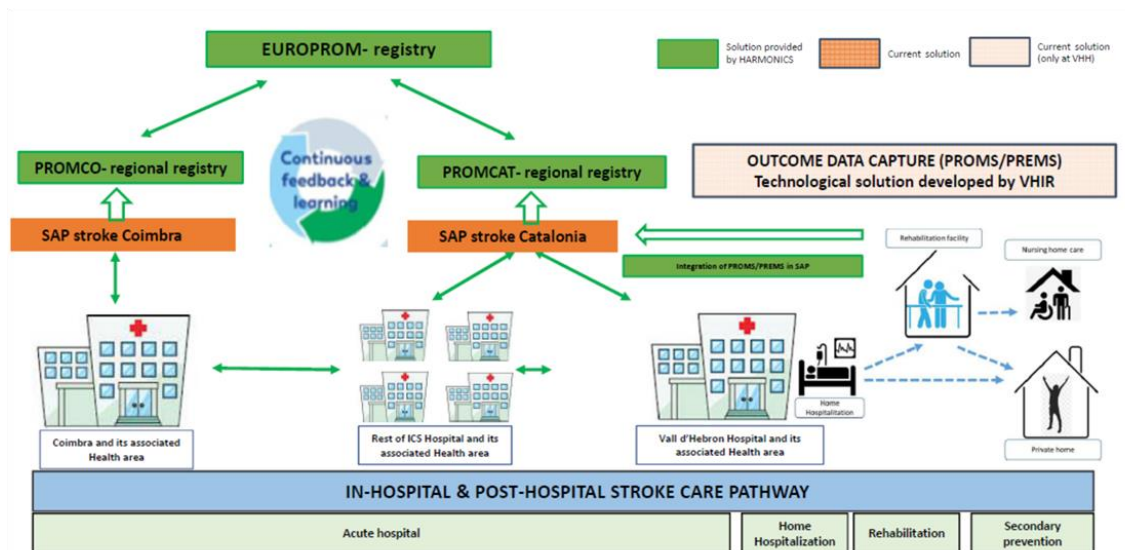 EUROPROM- registry
Solution provided
by HARMONICS
Current solution
Current solution
(only at VHH)
Continuous
feedback &
learning
PROMCO- regional registry
PROMCAT- regional registry
OUTCOME DATA CAPTURE (PROMS/PREMS)
Technological solution developed by VHIR
SAP stroke Coimbra
SAP stroke Catalonia
Rehabilitation facility
Nursing home care
Integration of PROMS/PREMS in SAP
Home
Hospitalitation
Coimbra and its associated
Health area
Rest of ICS Hospital and its
associated Health area
Vall d'Hebron Hospital and its
associated Health area
Private home
IN-HOSPITAL & POST-HOSPITAL STROKE CARE PATHWAY
Acute hospital
Home
Hospitalization
Rehabilitation
Secondary
prevention